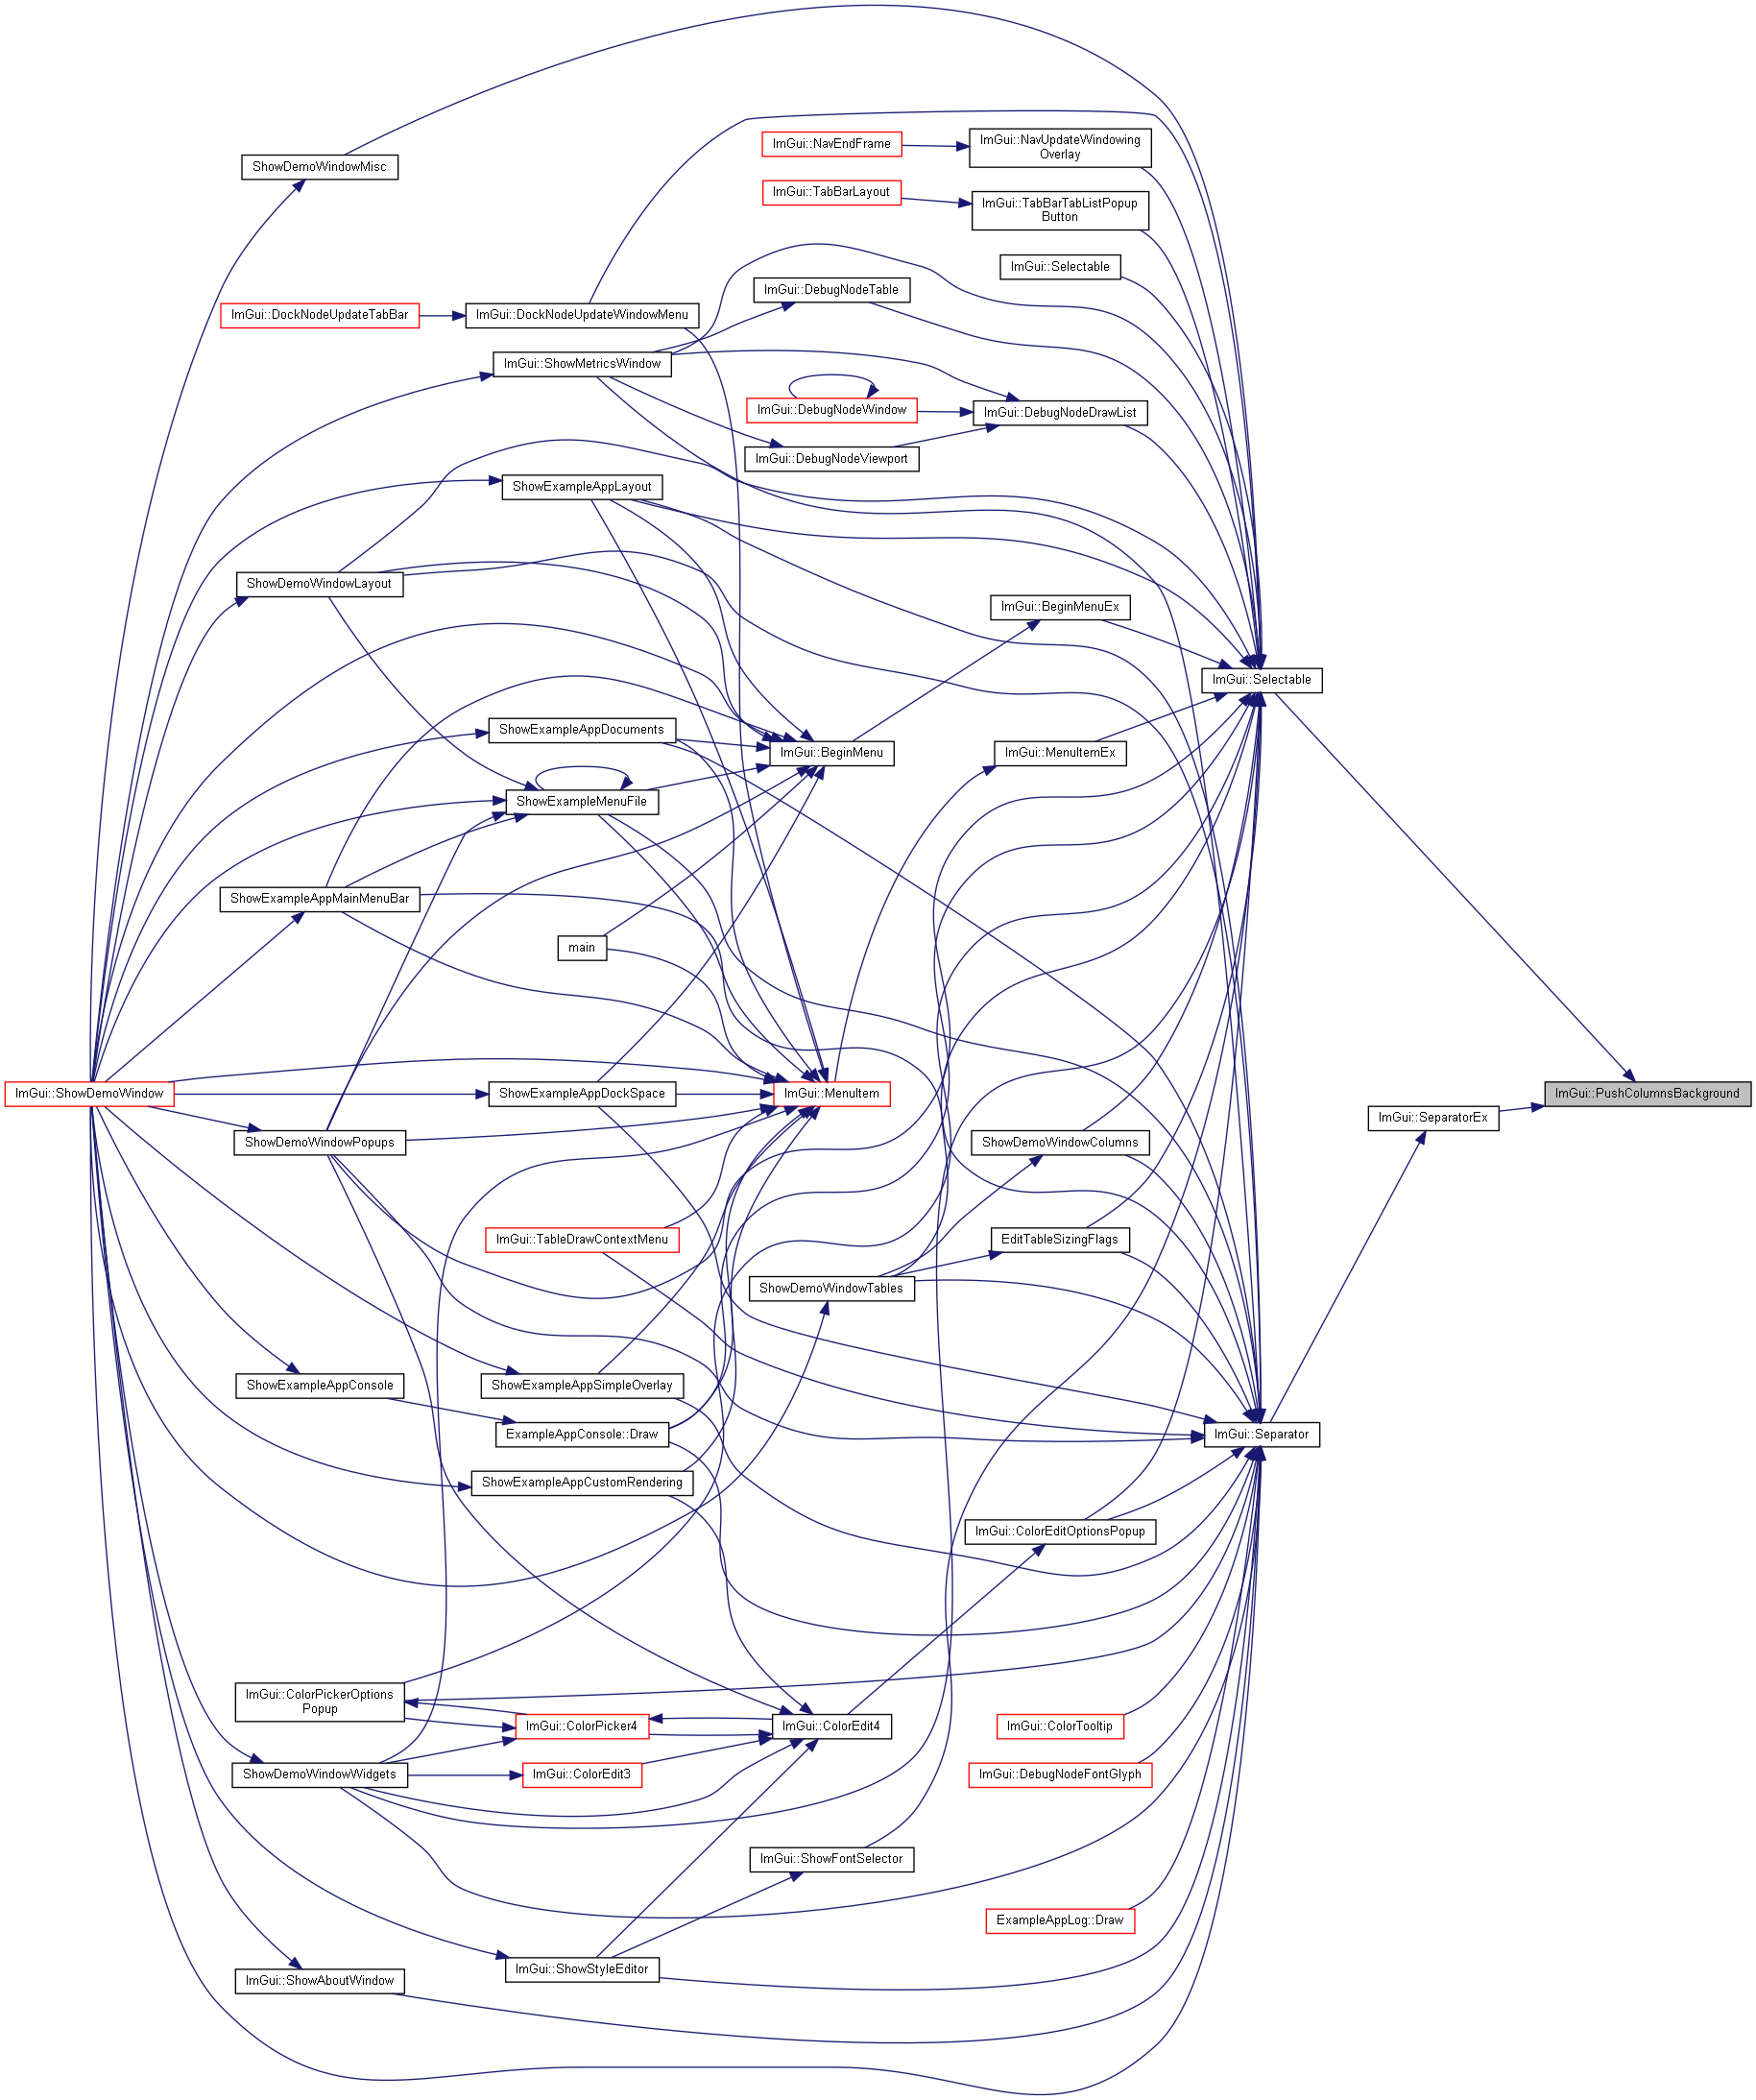 ShowDemoWindowMisc
ImGui::NavEndFrame
ImGui::NavUpdateWindowing
Overlay
ImGui::TabBarLayout
ImGui::TabBarTabListPopup
Button
ImGui::Selectable
ImGui::DebugNodeTable
ImGui::DockNodeUpdateTabBar
ImGui::DockNodeUpdateWindowMenu
ImGui::ShowMetricsWindow
ImGui::DebugNodeWindow
ImGui::DebugNodeDrawList
ImGui::DebugNodeViewport
ShowExampleAppLayout
ShowDemoWindowLayout
ImGui::BeginMenuEx
ImGui::Selectable
ShowExampleAppDocuments
ImGui::BeginMenu
ImGui::MenuItemEx
ShowExampleMenuFile
ShowExampleAppMainMenuBar
main
ImGui::ShowDemoWindow
ShowExampleAppDockSpace
ImGui::MenuItem
ImGui::PushColumnsBackground
ImGui::SeparatorEx
ShowDemoWindowPopups
ShowDemoWindowColumns
ImGui::TableDrawContextMenu
EditTableSizingFlags
ShowDemoWindowTables
ShowExampleAppConsole
ShowExampleAppSimpleOverlay
ExampleAppConsole::Draw
ImGui::Separator
ShowExampleAppCustomRendering
ImGui::ColorEditOptionsPopup
ImGui::ColorPickerOptions
Popup
ImGui::ColorPicker4
ImGui::ColorEdit4
ImGui::ColorTooltip
ShowDemoWindowWidgets
ImGui::ColorEdit3
ImGui::DebugNodeFontGlyph
ImGui::ShowFontSelector
ExampleAppLog::Draw
ImGui::ShowStyleEditor
ImGui::ShowAboutWindow